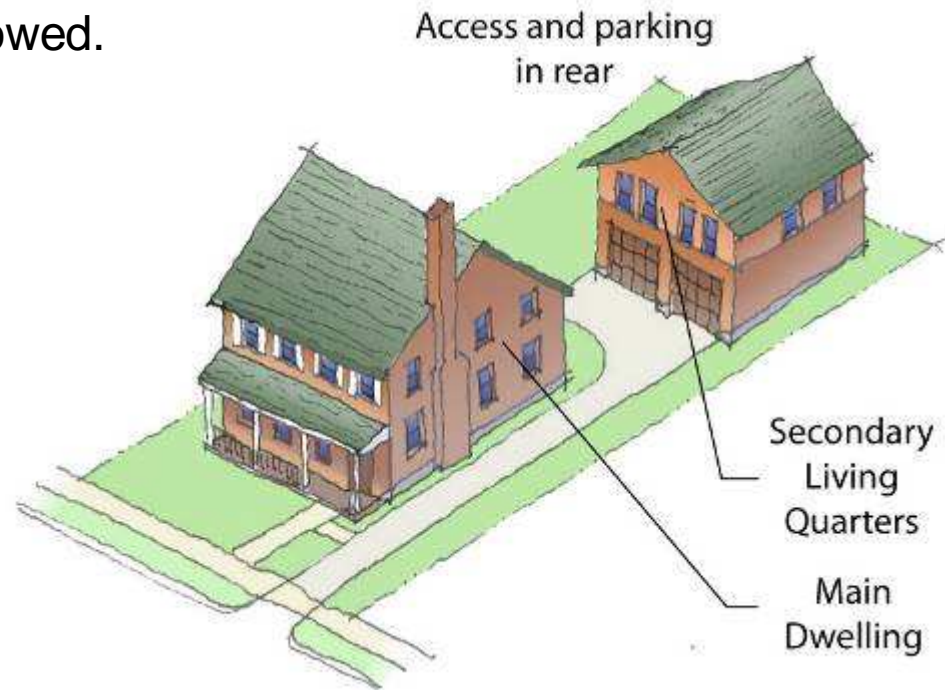 owed.
Access and parking
in rear
Secondary
Living
Quarters
Main
Dwelling